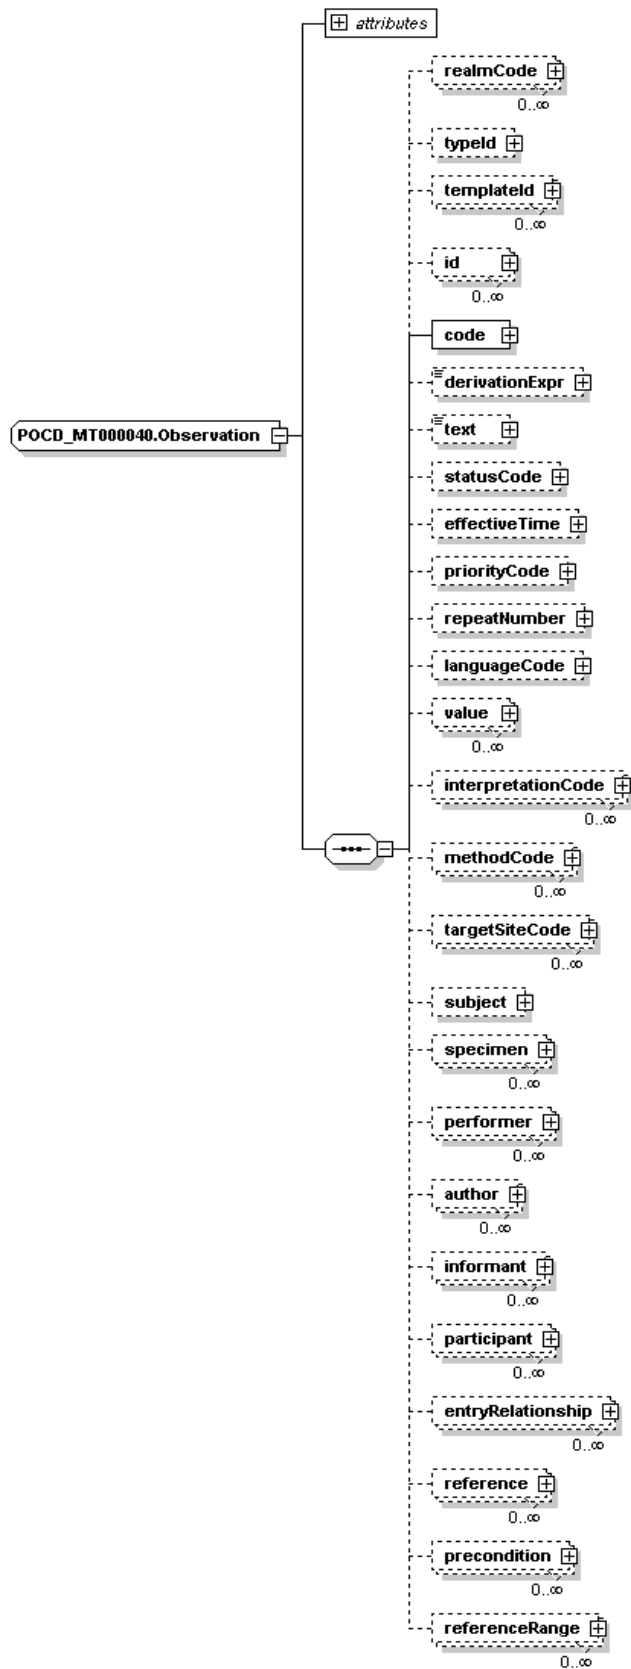 attributes
realmCode
0..∞
typeId
templateId
0..∞
id
0..∞
code
derivationExpr
POCD_MT000040.Observation
text
statusCode
effectiveTime
priorityCode
repeatNumber
languageCode
value
0..∞
interpretationCode
0..∞
methodCode
0..∞
targetSiteCode
0..∞
subject
specimen
0..∞
performer
0..∞
author
0..∞
informant
0..∞
participant
0..∞
entryRelationship
0..∞
reference
0..∞
precondition
0..∞
referenceRange
0..∞